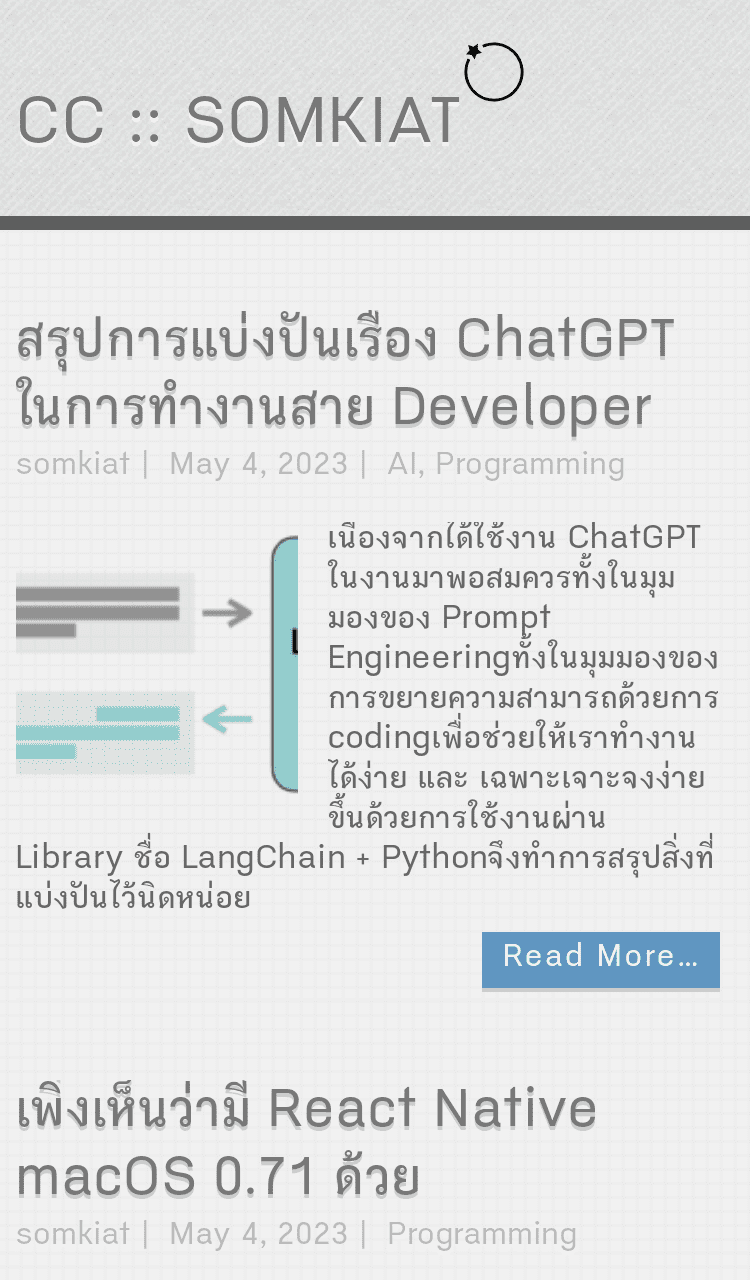 CC :: SOMKIAT
สรุปการแบ่งปันเรื่อง ChatGPT
ในการทำงานสาย Developer
somkiat | May 4, 2023 | AI, Programming
เนื่องจากได้ใช้งาน ChatGPT
ในงานมาพอสมควรทั้งในมุม
มองของ Prompt
Engineeringทั้งในมุมมองของ
การขยายความสามารถด้วยการ
codingเพื่อช่วยให้เราทำงาน
ได้ง่าย และ เฉพาะเจาะจงง่าย
ขึ้นด้วยการใช้งานผ่าน
Library ชื่อ LangChain + Pythonจึงทำการสรุปสิ่งที่
แบ่งปันไว้นิดหน่อย
Read More...
เพิ่งเห็นว่ามี React Native
macOS 0.71 ด้วย
somkiat | May 4, 2023 | Programming